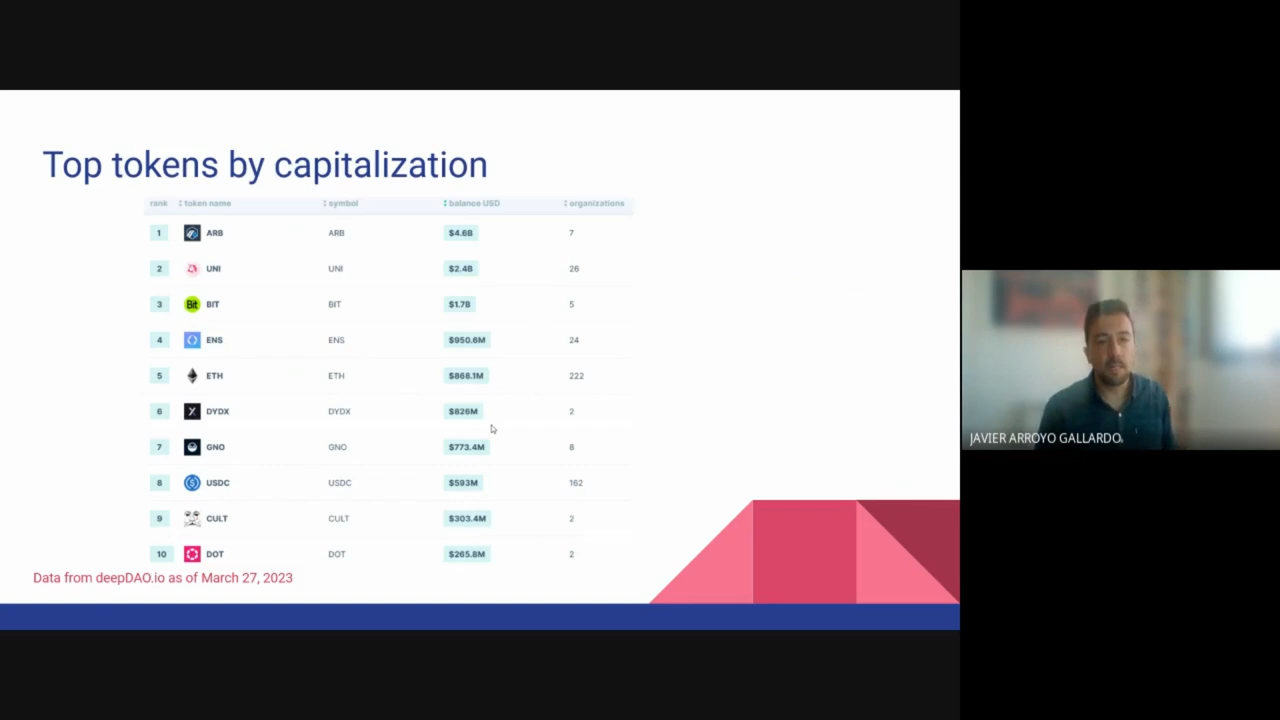 Top tokens by capitalization
rank token name symbol balance USD organizations
1 ARB ARB $4.6B 7
2 UNI UNI $2.4B 26
3 Bit BIT BIT $1.7B 5
4 ENS ENS $950.6M 24
5 ETH ETH $866.1M 222
6 DYDX DYDX $826M 2
7 GNO GNO $773.4M 8
8 USDC USDC $593M 162
9 CULT CULT $303.4M 2
10 DOT DOT $265.8M 2
Data from deepDAO.io as of March 27, 2023
JAVIER ARROYO GALLARDO